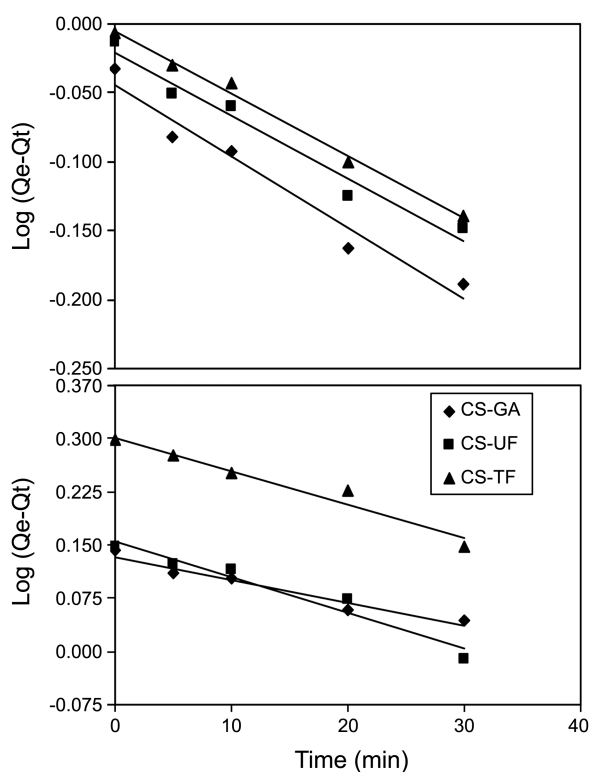 0.000
-0.050
-0.100
-0.150
-0.200
-0.250
Log (Qe-Qt)
0.370
0.300
0.225
0.150
0.075
0.000
-0.075
Log (Qe-Qt)
CS-GA
CS-UF
CS-TF
0 10 20 30 40
Time (min)